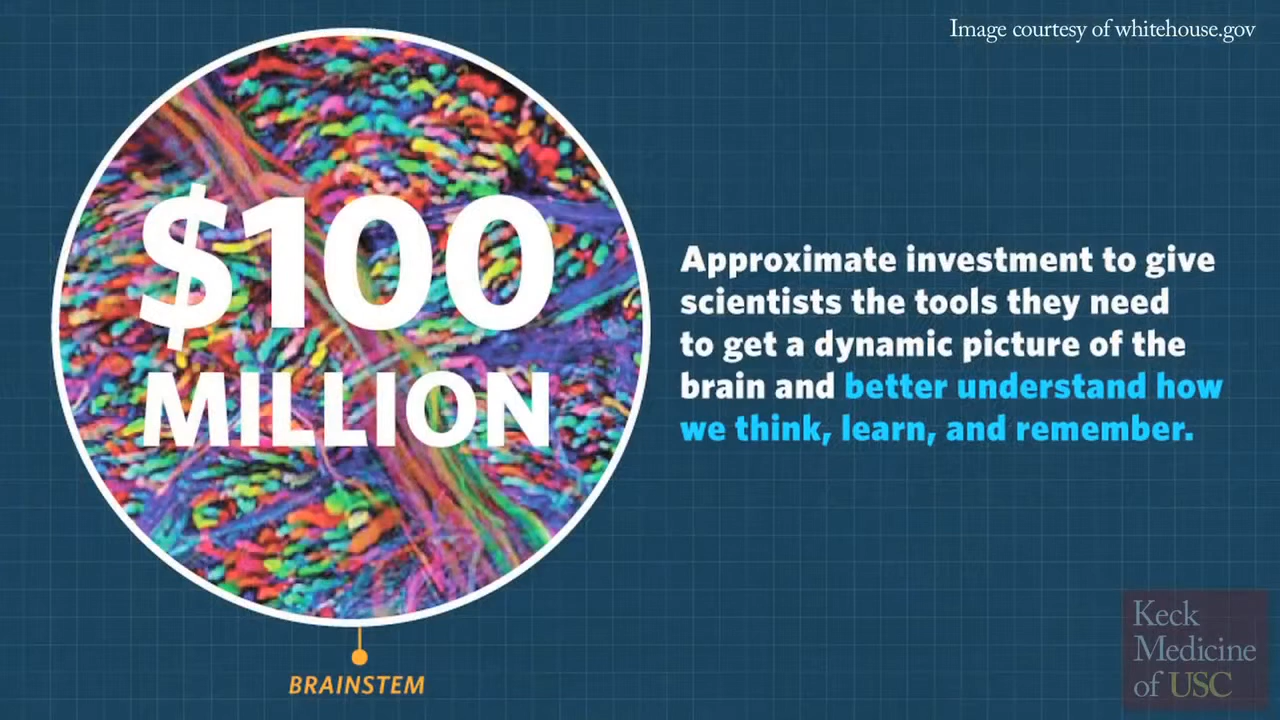 Image courtesy of whitehouse.gov
$100
MILLION
Approximate investment to give
scientists the tools they need
to get a dynamic picture of the
brain and better understand how
we think, learn, and remember.
BRAINSTEM
Keck
Medicine
of USC